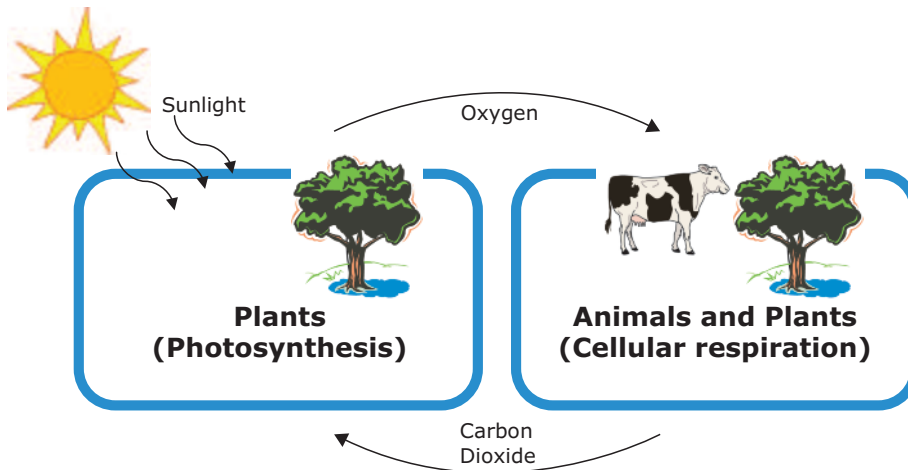 Sunlight
Oxygen
Plants
(Photosynthesis)
Animals and Plants
(Cellular respiration)
Carbon
Dioxide